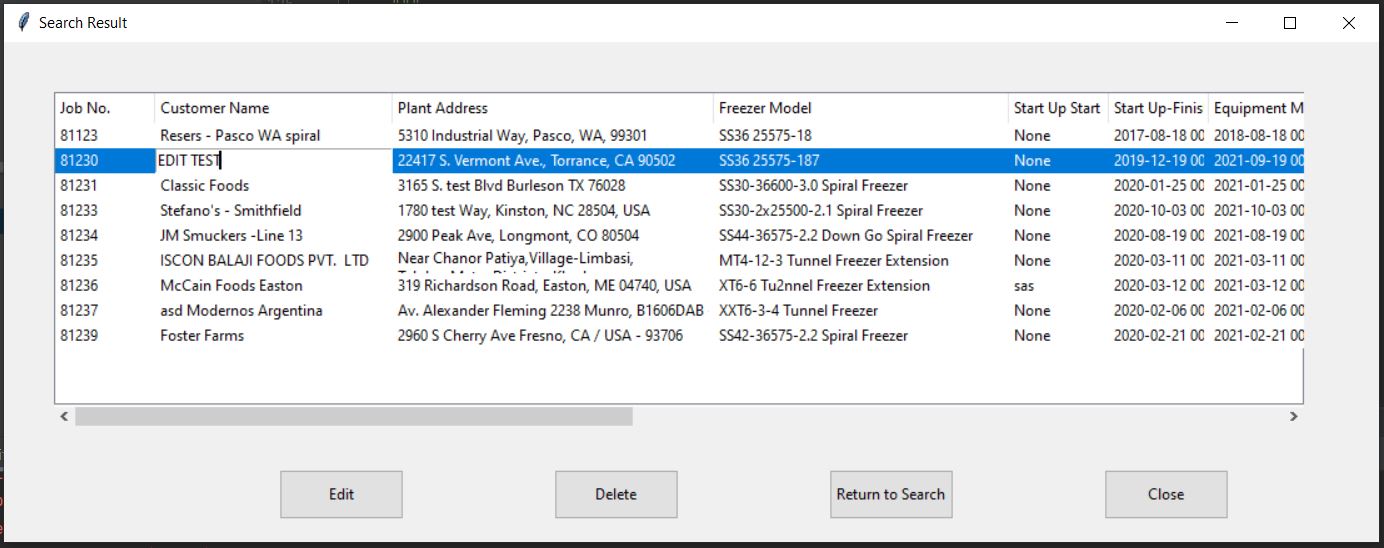 Search Result
Job No. Customer Name Plant Address Freezer Model Start Up Start Start Up-Finis Equipment M
81123 Resers - Pasco WA spiral 5310 Industrial Way, Pasco, WA, 99301 SS36 25575-18 None 2017-08-18 00 2018-08-18 00
81230 EDIT TEST 22417 S. Vermont Ave., Torrance, CA 90502 SS36 25575-187 None 2019-12-19 00 2021-09-19 00
81231 Classic Foods 3165 S. test Blvd Burleson TX 76028 SS30-36600-3.0 Spiral Freezer None 2020-01-25 00 2021-01-25 00
81233 Stefano's - Smithfield 1780 test Way, Kinston, NC 28504, USA SS30-2x25500-2.1 Spiral Freezer None 2020-10-03 00 2021-10-03 00
81234 JM Smuckers -Line 13 2900 Peak Ave, Longmont, CO 80504 SS44-36575-2.2 Down Go Spiral Freezer None 2020-08-19 00 2021-08-19 00
81235 ISCON BALAJI FOODS PVT. LTD Near Chanor Patiya,Village-Limbasi, MT4-12-3 Tunnel Freezer Extension None 2020-03-11 00 2021-03-11 00
81236 McCain Foods Easton 319 Richardson Road, Easton, ME 04740, USA XT6-6 Tu2nnel Freezer Extension sas 2020-03-12 00 2021-03-12 00
81237 asd Modernos Argentina Av. Alexander Fleming 2238 Munro, B1606DAB XXT6-3-4 Tunnel Freezer None 2020-02-06 00 2021-02-06 00
81239 Foster Farms 2960 S Cherry Ave Fresno, CA / USA - 93706 SS42-36575-2.2 Spiral Freezer None 2020-02-21 00 2021-02-21 00
Edit Delete Return to Search Close